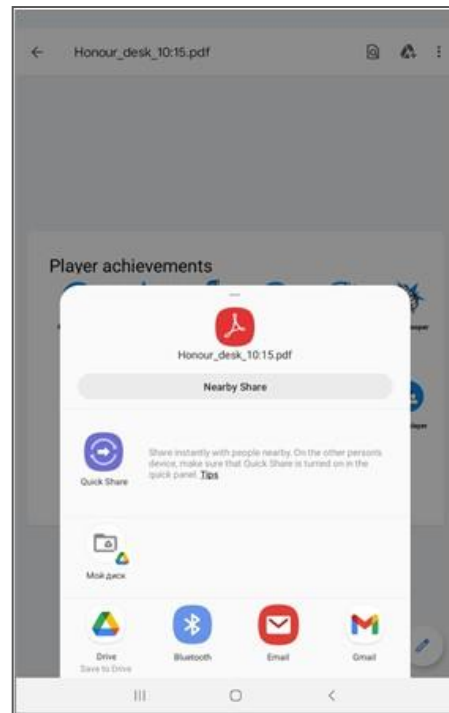 Honour_desk_10:15.pdf
Player achievements
Honour_desk_10:15.pdf
Nearby Share
Quick Share
Share instantly with people nearby. On the other person's
device, make sure that Quick Share is turned on in the
quick panel. Tips
Мой диск
Drive
Save to Drive
Bluetooth
Email
Gmail